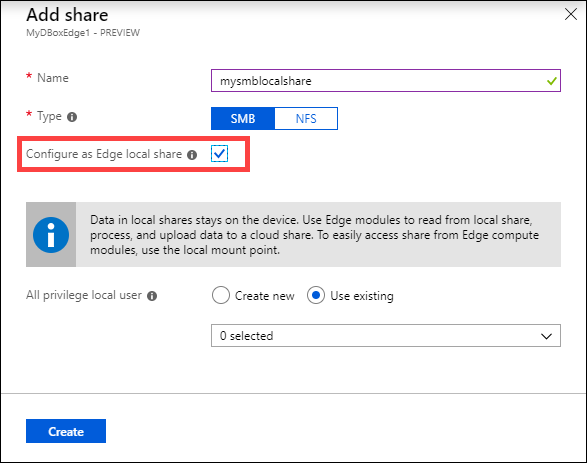 Add share
MyDBoxEdge1 - PREVIEW
* Name
mysmblocalshare
* Type
SMB
NFS
Configure as Edge local share
Data in local shares stays on the device. Use Edge modules to read from local share,
process, and upload data to a cloud share. To easily access share from Edge compute
modules, use the local mount point.
All privilege local user
Create new
Use existing
0 selected
Create